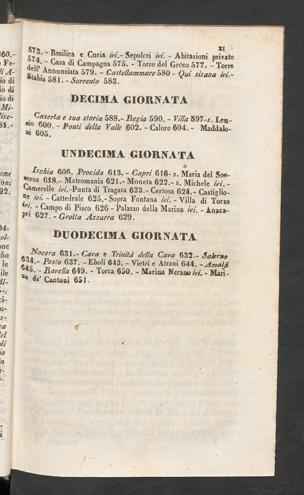 xi
573. - Basilica e Curia ivi. - Sepolcri ivi. - Abitazioni private
574. - Casa di Campagna 575. - Torre del Greco 577. - Torre
dell' Annunziata 579. - Castellammare 580 - Qui sisana ivi. -
Stabia 581. - Sorrento 583.
DECIMA GIORNATA
Caserta e sua storia 588. - Regia 590. - Villa 597 - s. Leu-
cio 600. - Ponti della Valle 602. - Calore 604. - Maddalo-
ni 605.
UNDECIMA GIORNATA
Ischia 606. Procida 613. - Capri 616 - s. Maria del Soc-
corso 618. - Matromania 621. - Moneta 622. - s. Michele ivi. -
Camerelle ivi. - Punta di Tragara 623. - Certosa 624. - Castiglio-
ne ivi. - Cattedrale 625. - Sopra Fontana ivi. - Villa di Torzo
ivi. - Campo di Pisco 626 - Palazzo della Marina ivi. - Anaca-
pri 627. - Grotta Azzurra 629.
DUODECIMA GIORNATA
Nocera 631. - Cava e Trinità della Cava 632. - Salerno
634. - Pesto 637. - Eboli 643. - Vietri e Atrani 644. - Amalfi
645. - Ravello 649. - Torca 650. - Marina Nerano ivi. - Mari-
na de' Cantoni 651.